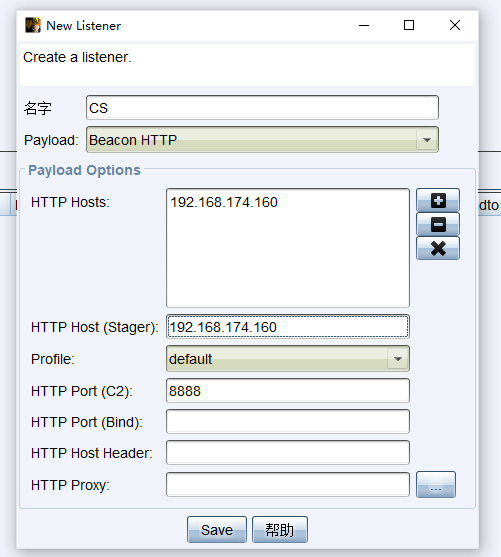 New Listener
Create a listener.
名字 CS
Payload: Beacon HTTP
Payload Options
HTTP Hosts: 192.168.174.160
HTTP Host (Stager): 192.168.174.160
Profile: default
HTTP Port (C2): 8888
HTTP Port (Bind):
HTTP Host Header:
HTTP Proxy: ...
Save 帮助
dto